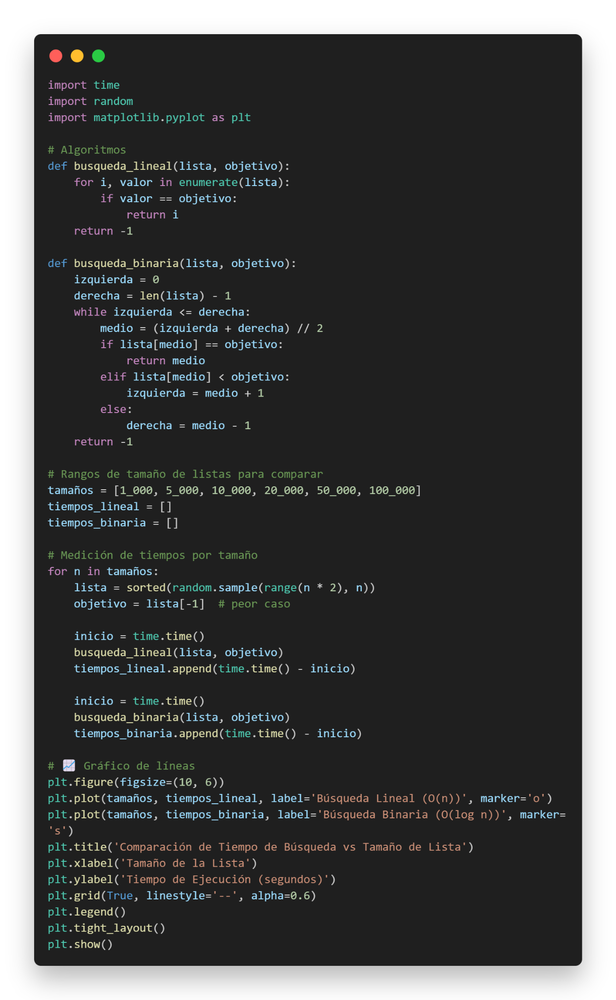 import time
import random
import matplotlib.pyplot as plt

# Algoritmos
def busqueda_lineal(lista, objetivo):
    for i, valor in enumerate(lista):
        if valor == objetivo:
            return i
    return -1

def busqueda_binaria(lista, objetivo):
    izquierda = 0
    derecha = len(lista) - 1
    while izquierda <= derecha:
        medio = (izquierda + derecha) // 2
        if lista[medio] == objetivo:
            return medio
        elif lista[medio] < objetivo:
            izquierda = medio + 1
        else:
            derecha = medio - 1
    return -1

# Rangos de tamaño de listas para comparar
tamaños = [1_000, 5_000, 10_000, 20_000, 50_000, 100_000]
tiempos_lineal = []
tiempos_binaria = []

# Medición de tiempos por tamaño
for n in tamaños:
    lista = sorted(random.sample(range(n * 2), n))
    objetivo = lista[-1]  # peor caso

    inicio = time.time()
    busqueda_lineal(lista, objetivo)
    tiempos_lineal.append(time.time() - inicio)

    inicio = time.time()
    busqueda_binaria(lista, objetivo)
    tiempos_binaria.append(time.time() - inicio)

# 📈 Gráfico de líneas
plt.figure(figsize=(10, 6))
plt.plot(tamaños, tiempos_lineal, label='Búsqueda Lineal (O(n))', marker='o')
plt.plot(tamaños, tiempos_binaria, label='Búsqueda Binaria (O(log n))', marker=
's')
plt.title('Comparación de Tiempo de Búsqueda vs Tamaño de Lista')
plt.xlabel('Tamaño de la Lista')
plt.ylabel('Tiempo de Ejecución (segundos)')
plt.grid(True, linestyle='--', alpha=0.6)
plt.legend()
plt.tight_layout()
plt.show()